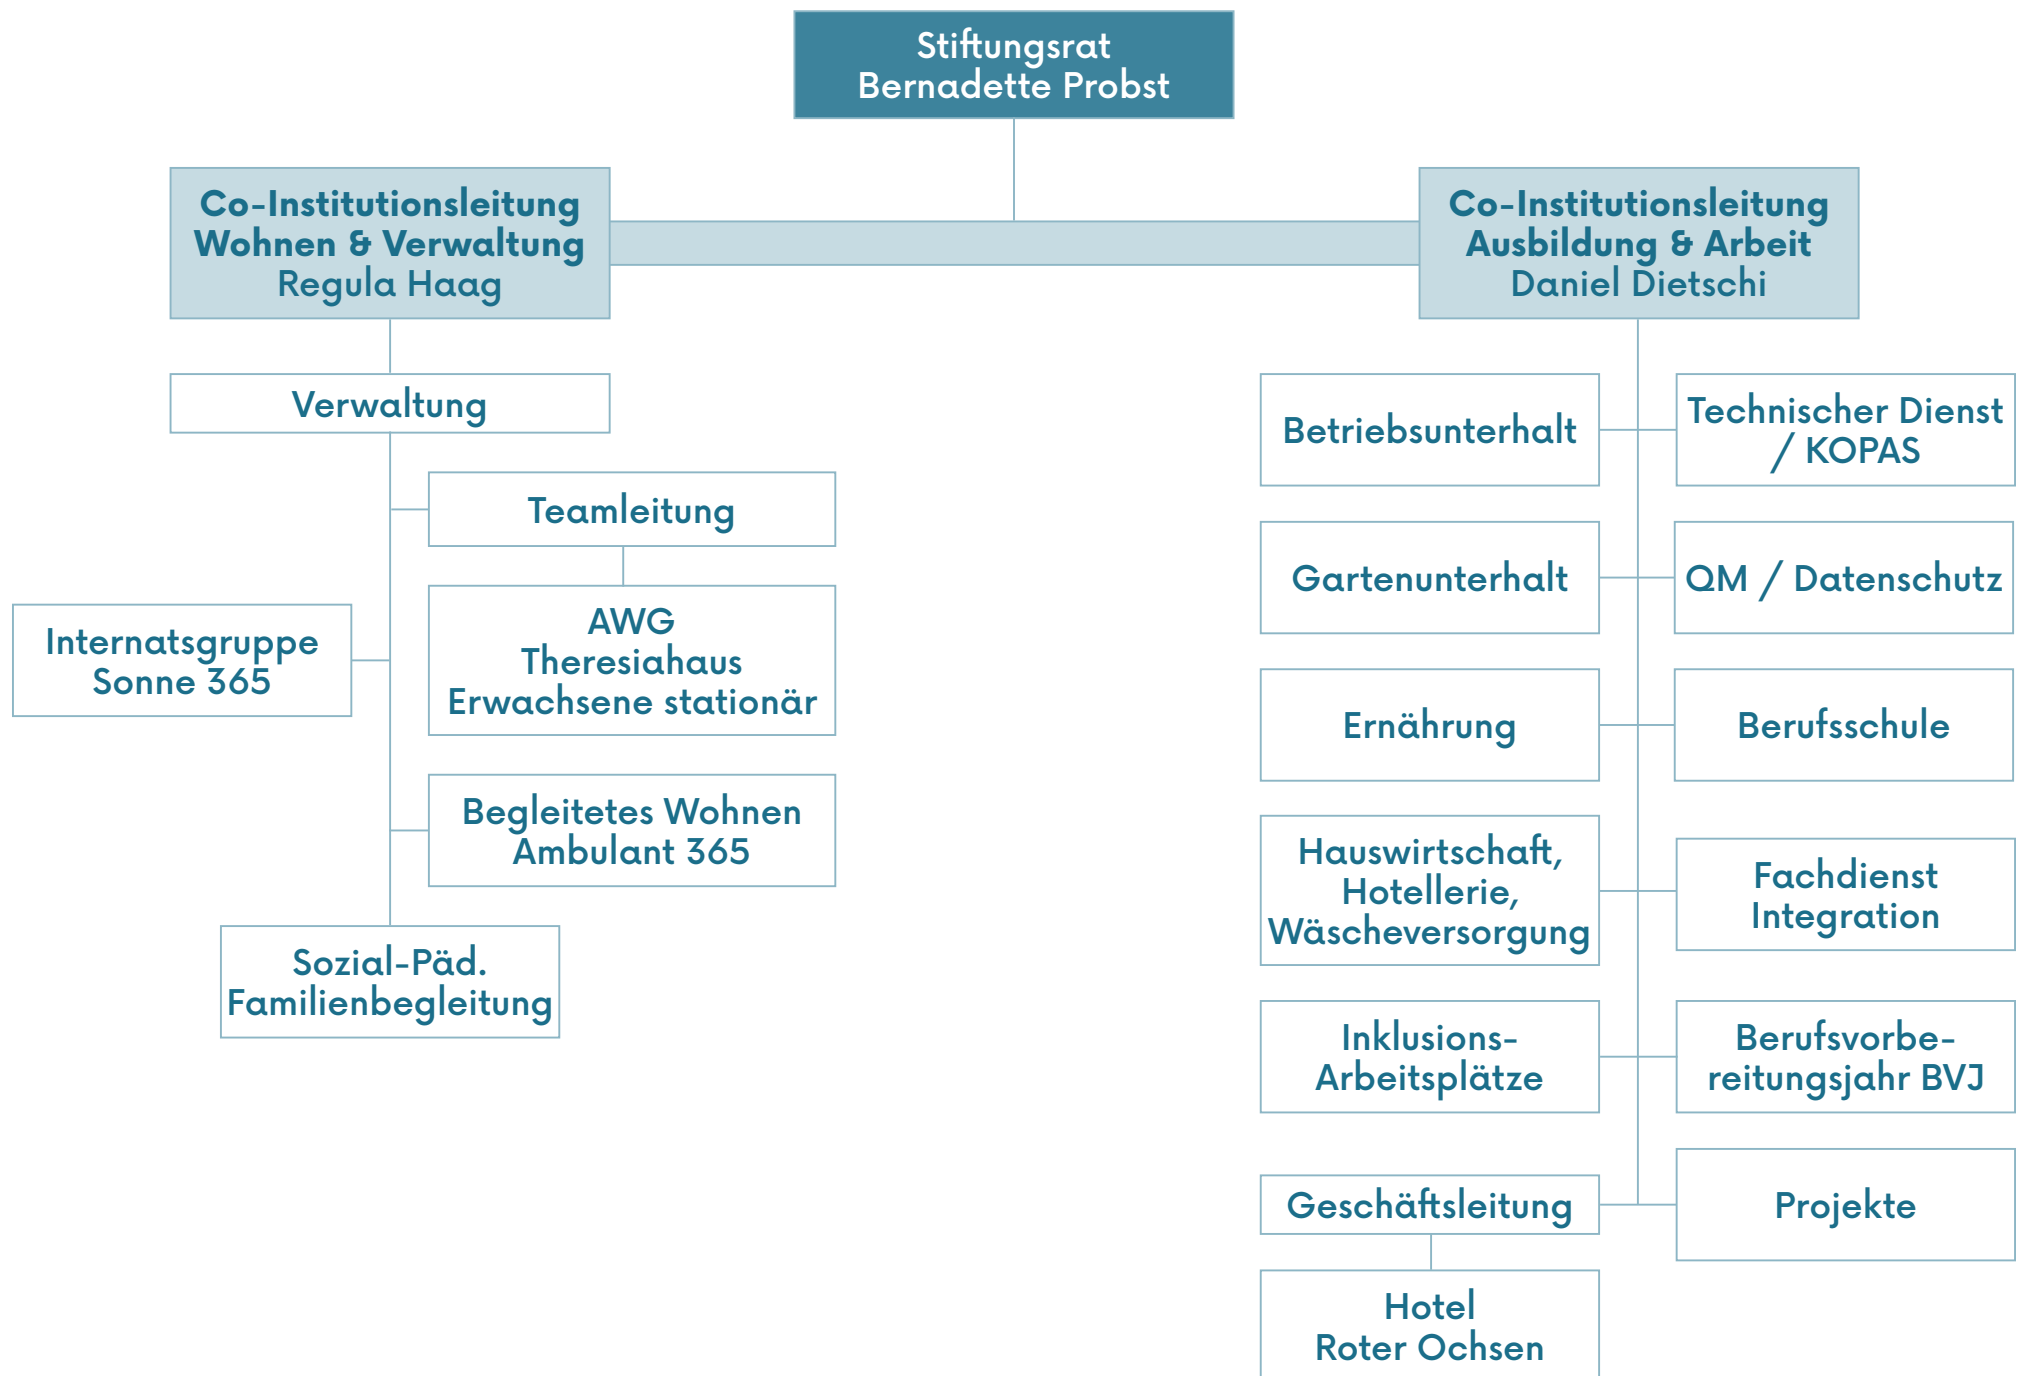 Stiftungsrat
Bernadette Probst
Co-Institutionsleitung
Wohnen & Verwaltung
Regula Haag
Co-Institutionsleitung
Ausbildung & Arbeit
Daniel Dietschi
Verwaltung
Teamleitung
AWG
Theresiahaus
Erwachsene stationär
Internatsgruppe
Sonne 365
Begleitetes Wohnen
Ambulant 365
Sozial-Päd.
Familienbegleitung
Betriebsunterhalt
Technischer Dienst
/ KOPAS
Gartenunterhalt
QM / Datenschutz
Ernährung
Berufsschule
Hauswirtschaft,
Hotellerie,
Wäscheversorgung
Fachdienst
Integration
Inklusions-
Arbeitsplätze
Berufsvorbe-
reitungsjahr BVJ
Geschäftsleitung
Projekte
Hotel
Roter Ochsen